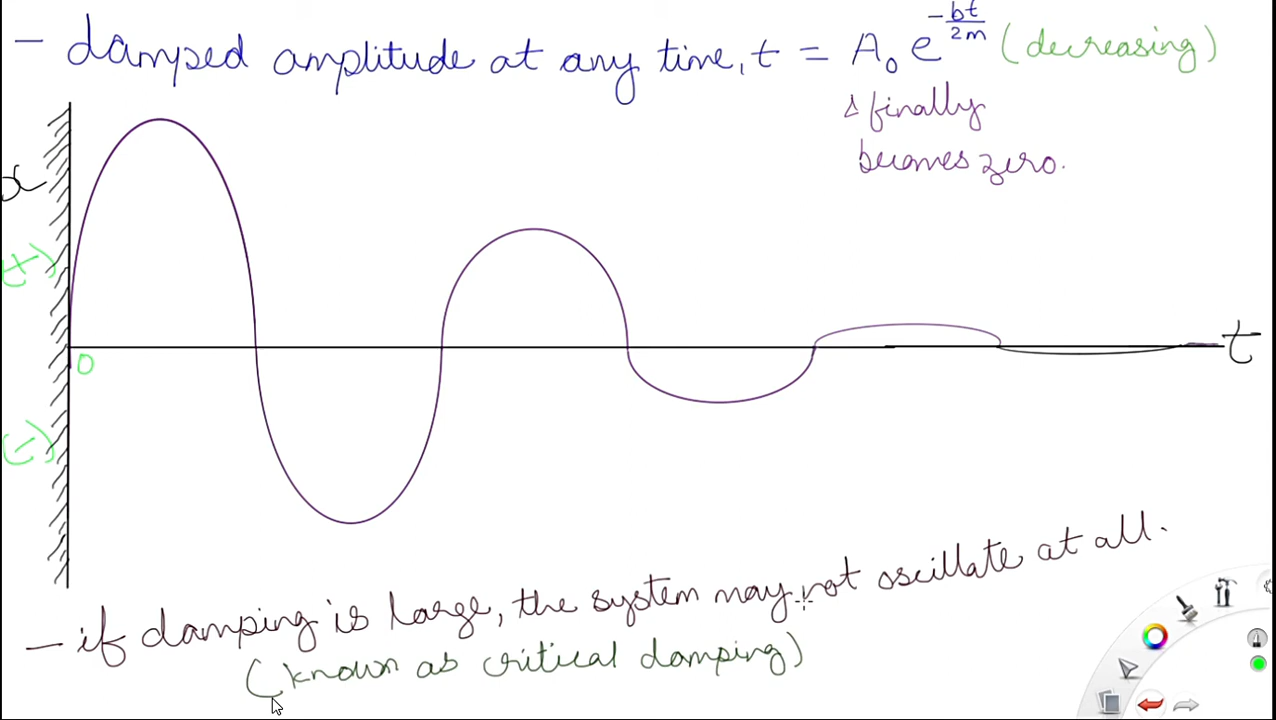 - damped amplitude at any time, t = A₀ e^(-bt/2m) (decreasing)
& finally
becomes zero.
x
(+)
0
t
(-)
- if damping is large, the system may not oscillate at all.
(known as critical damping)